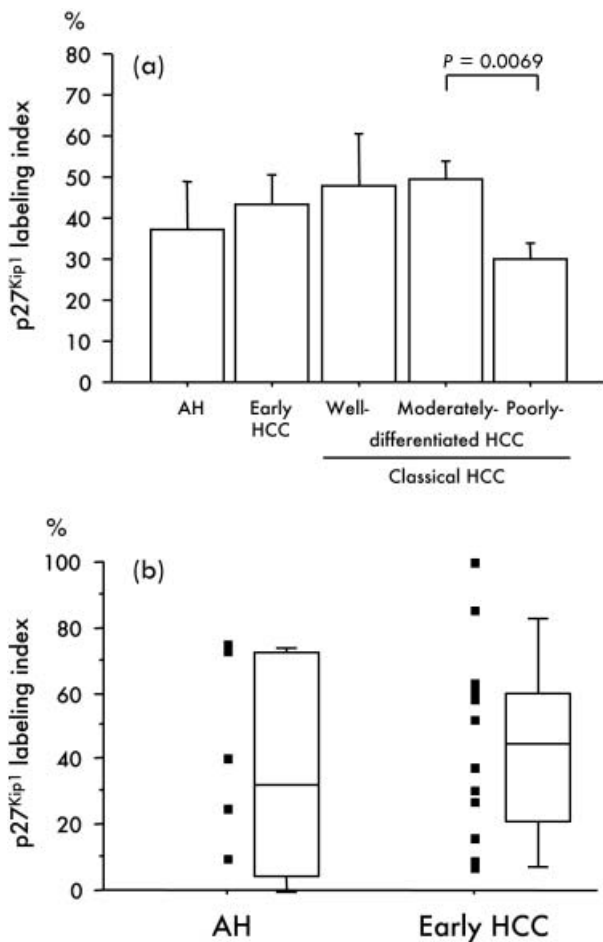 %
(a)
P = 0.0069
80
70
60
50
40
30
20
10
0
p27Kip1 labeling index
AH
Early
HCC
Well-
Moderately-
Poorly-
differentiated HCC
Classical HCC
%
(b)
100
80
60
40
20
0
p27Kip1 labeling index
AH
Early HCC